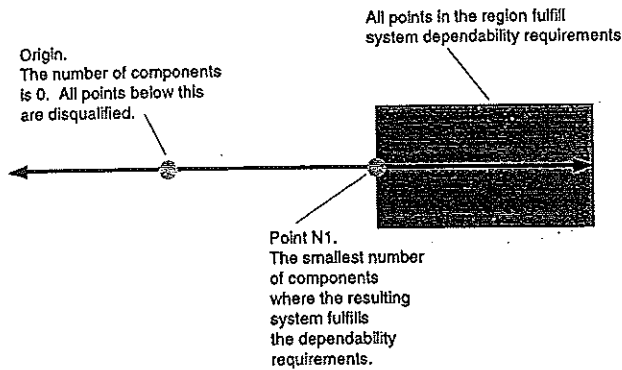 All points in the region fulfill
system dependability requirements
Origin.
The number of components
is 0. All points below this
are disqualified.
Point N1.
The smallest number
of components
where the resulting
system fulfills
the dependability
requirements.